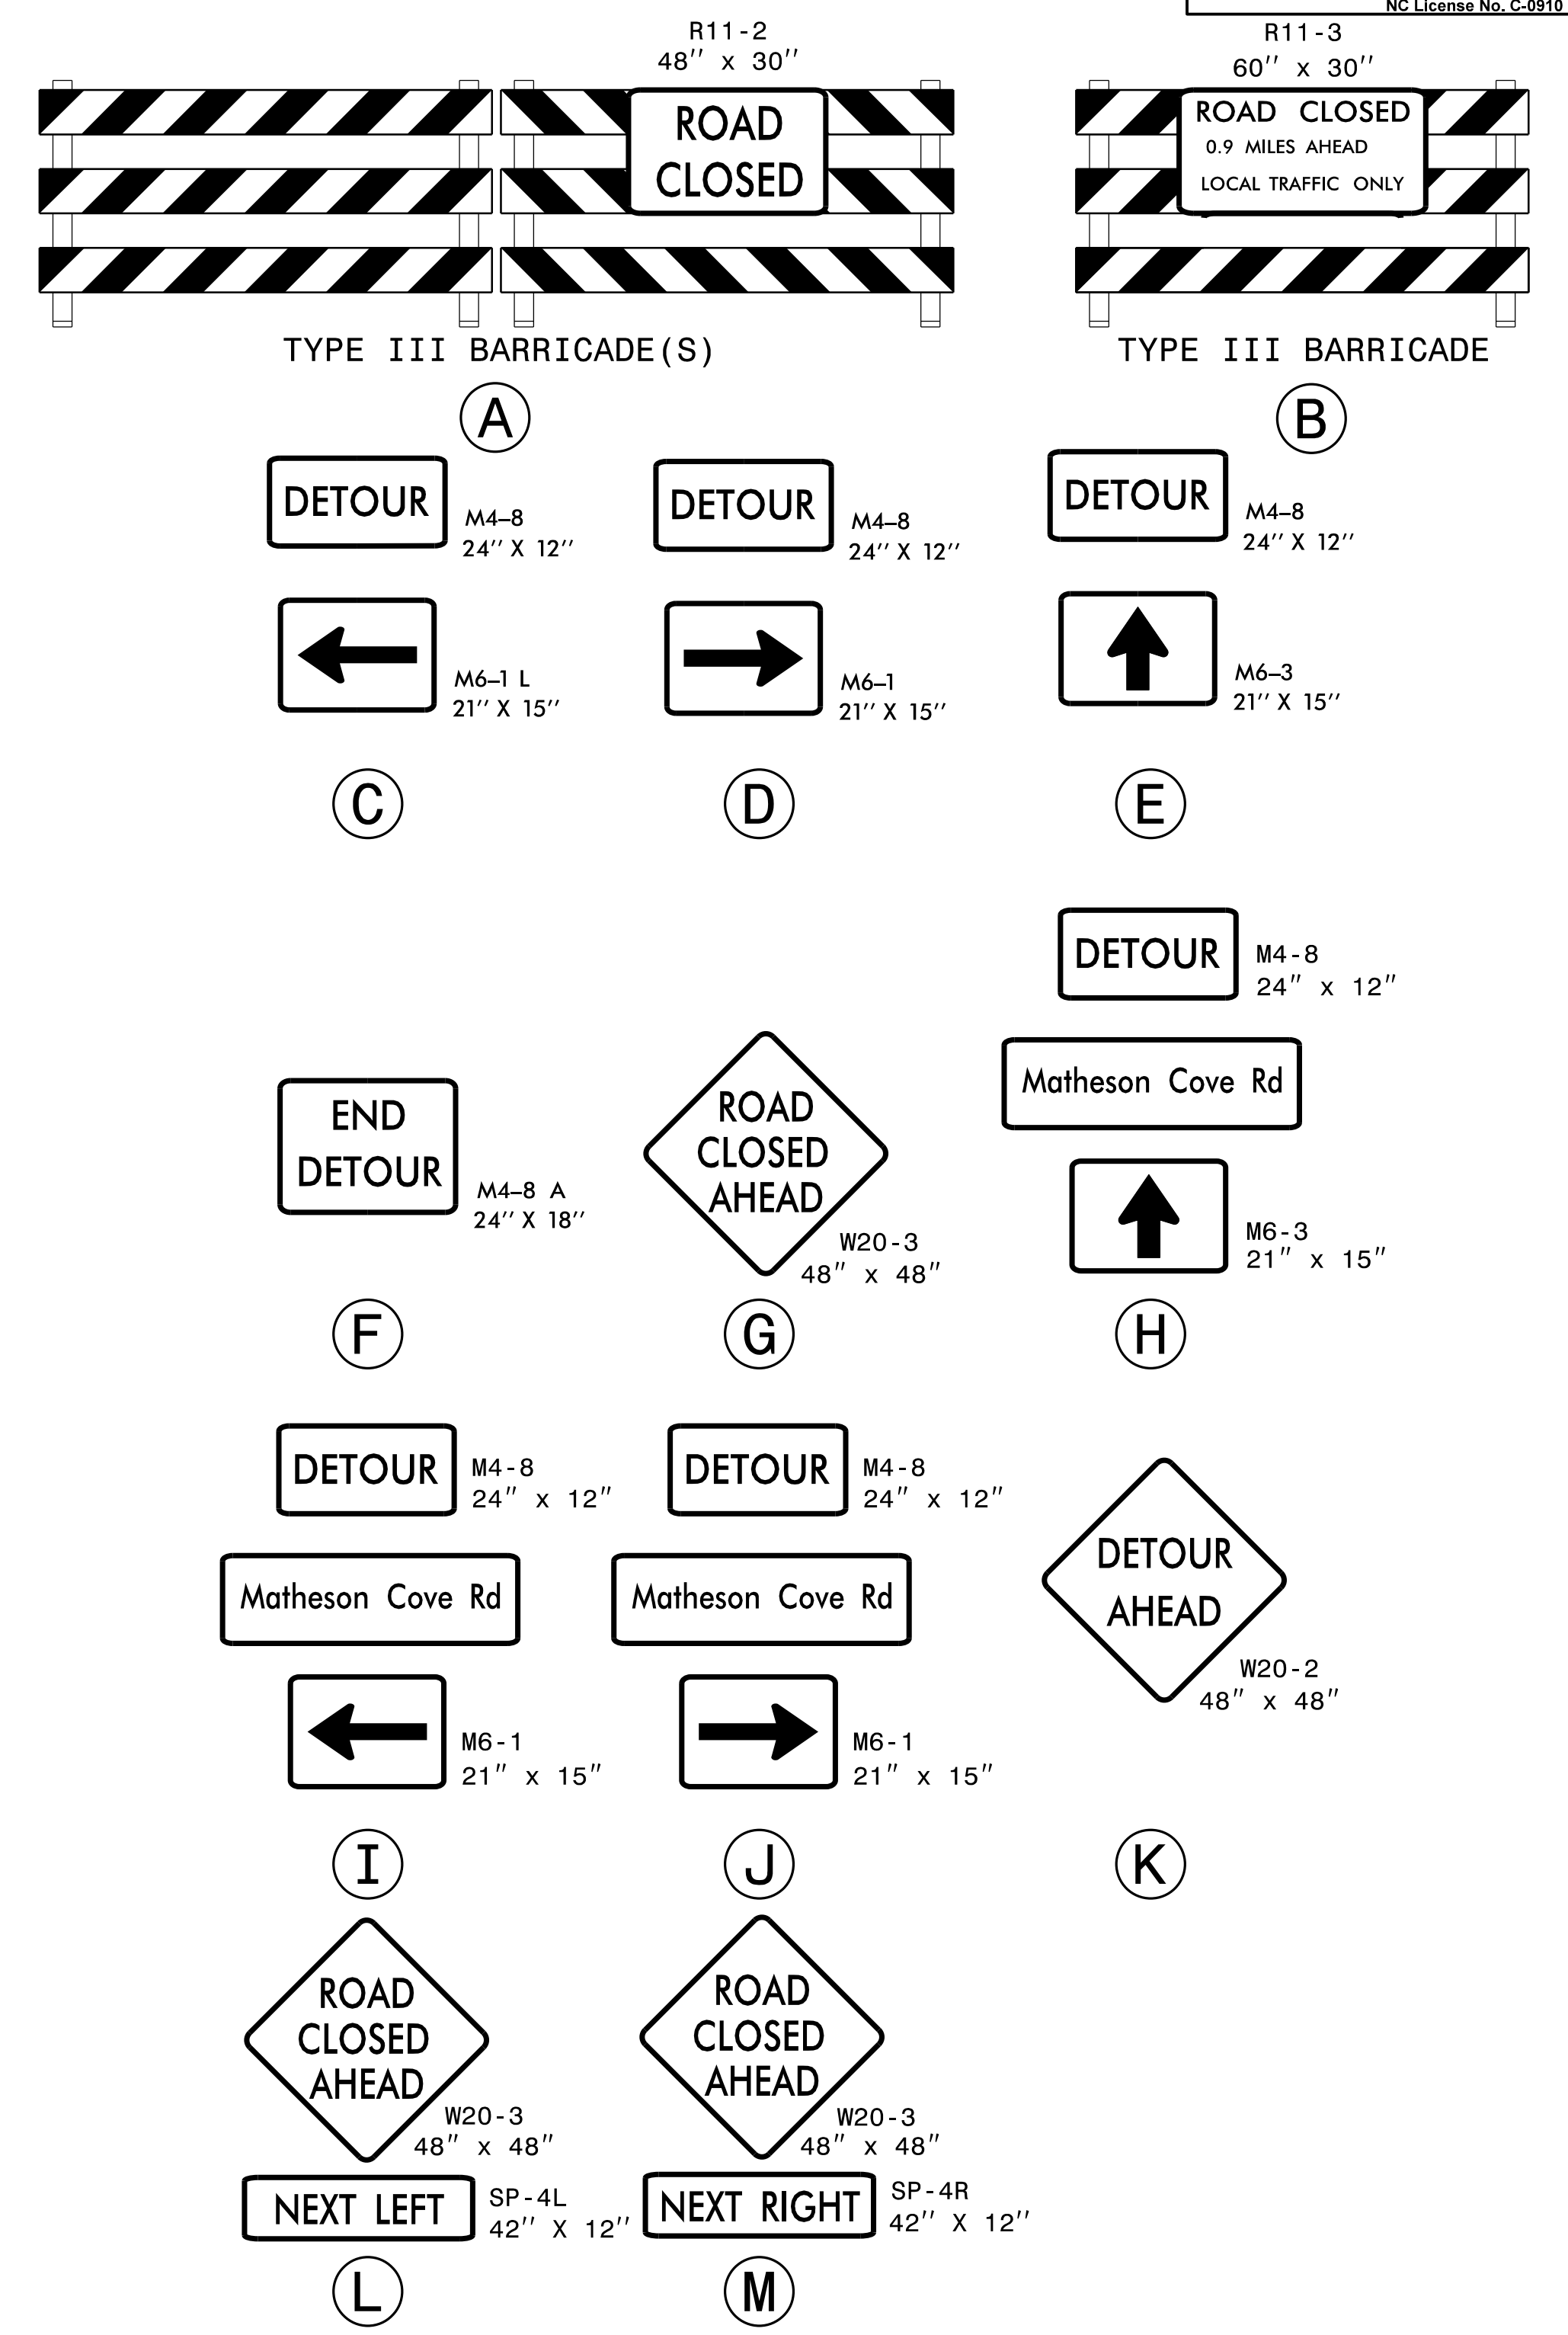 NC License No. C-0910
R11-2
48" x 30"
ROAD
CLOSED
TYPE III BARRICADE(S)
A
R11-3
60" x 30"
ROAD CLOSED
0.9 MILES AHEAD
LOCAL TRAFFIC ONLY
TYPE III BARRICADE
B
DETOUR
M4-8
24'' X 12''
M6-1 L
21'' X 15''
C
DETOUR
M4-8
24'' X 12''
M6-1
21'' X 15''
D
DETOUR
M4-8
24'' X 12''
M6-3
21'' X 15''
E
END
DETOUR
M4-8 A
24'' X 18''
F
ROAD
CLOSED
AHEAD
W20-3
48" x 48"
G
DETOUR
M4-8
24" x 12"
Matheson Cove Rd
M6-3
21" x 15"
H
DETOUR
M4-8
24" x 12"
Matheson Cove Rd
M6-1
21" x 15"
I
DETOUR
M4-8
24" x 12"
Matheson Cove Rd
M6-1
21" x 15"
J
DETOUR
AHEAD
W20-2
48" x 48"
K
ROAD
CLOSED
AHEAD
W20-3
48" x 48"
NEXT LEFT
SP-4L
42'' X 12''
L
ROAD
CLOSED
AHEAD
W20-3
48" x 48"
NEXT RIGHT
SP-4R
42'' X 12''
M